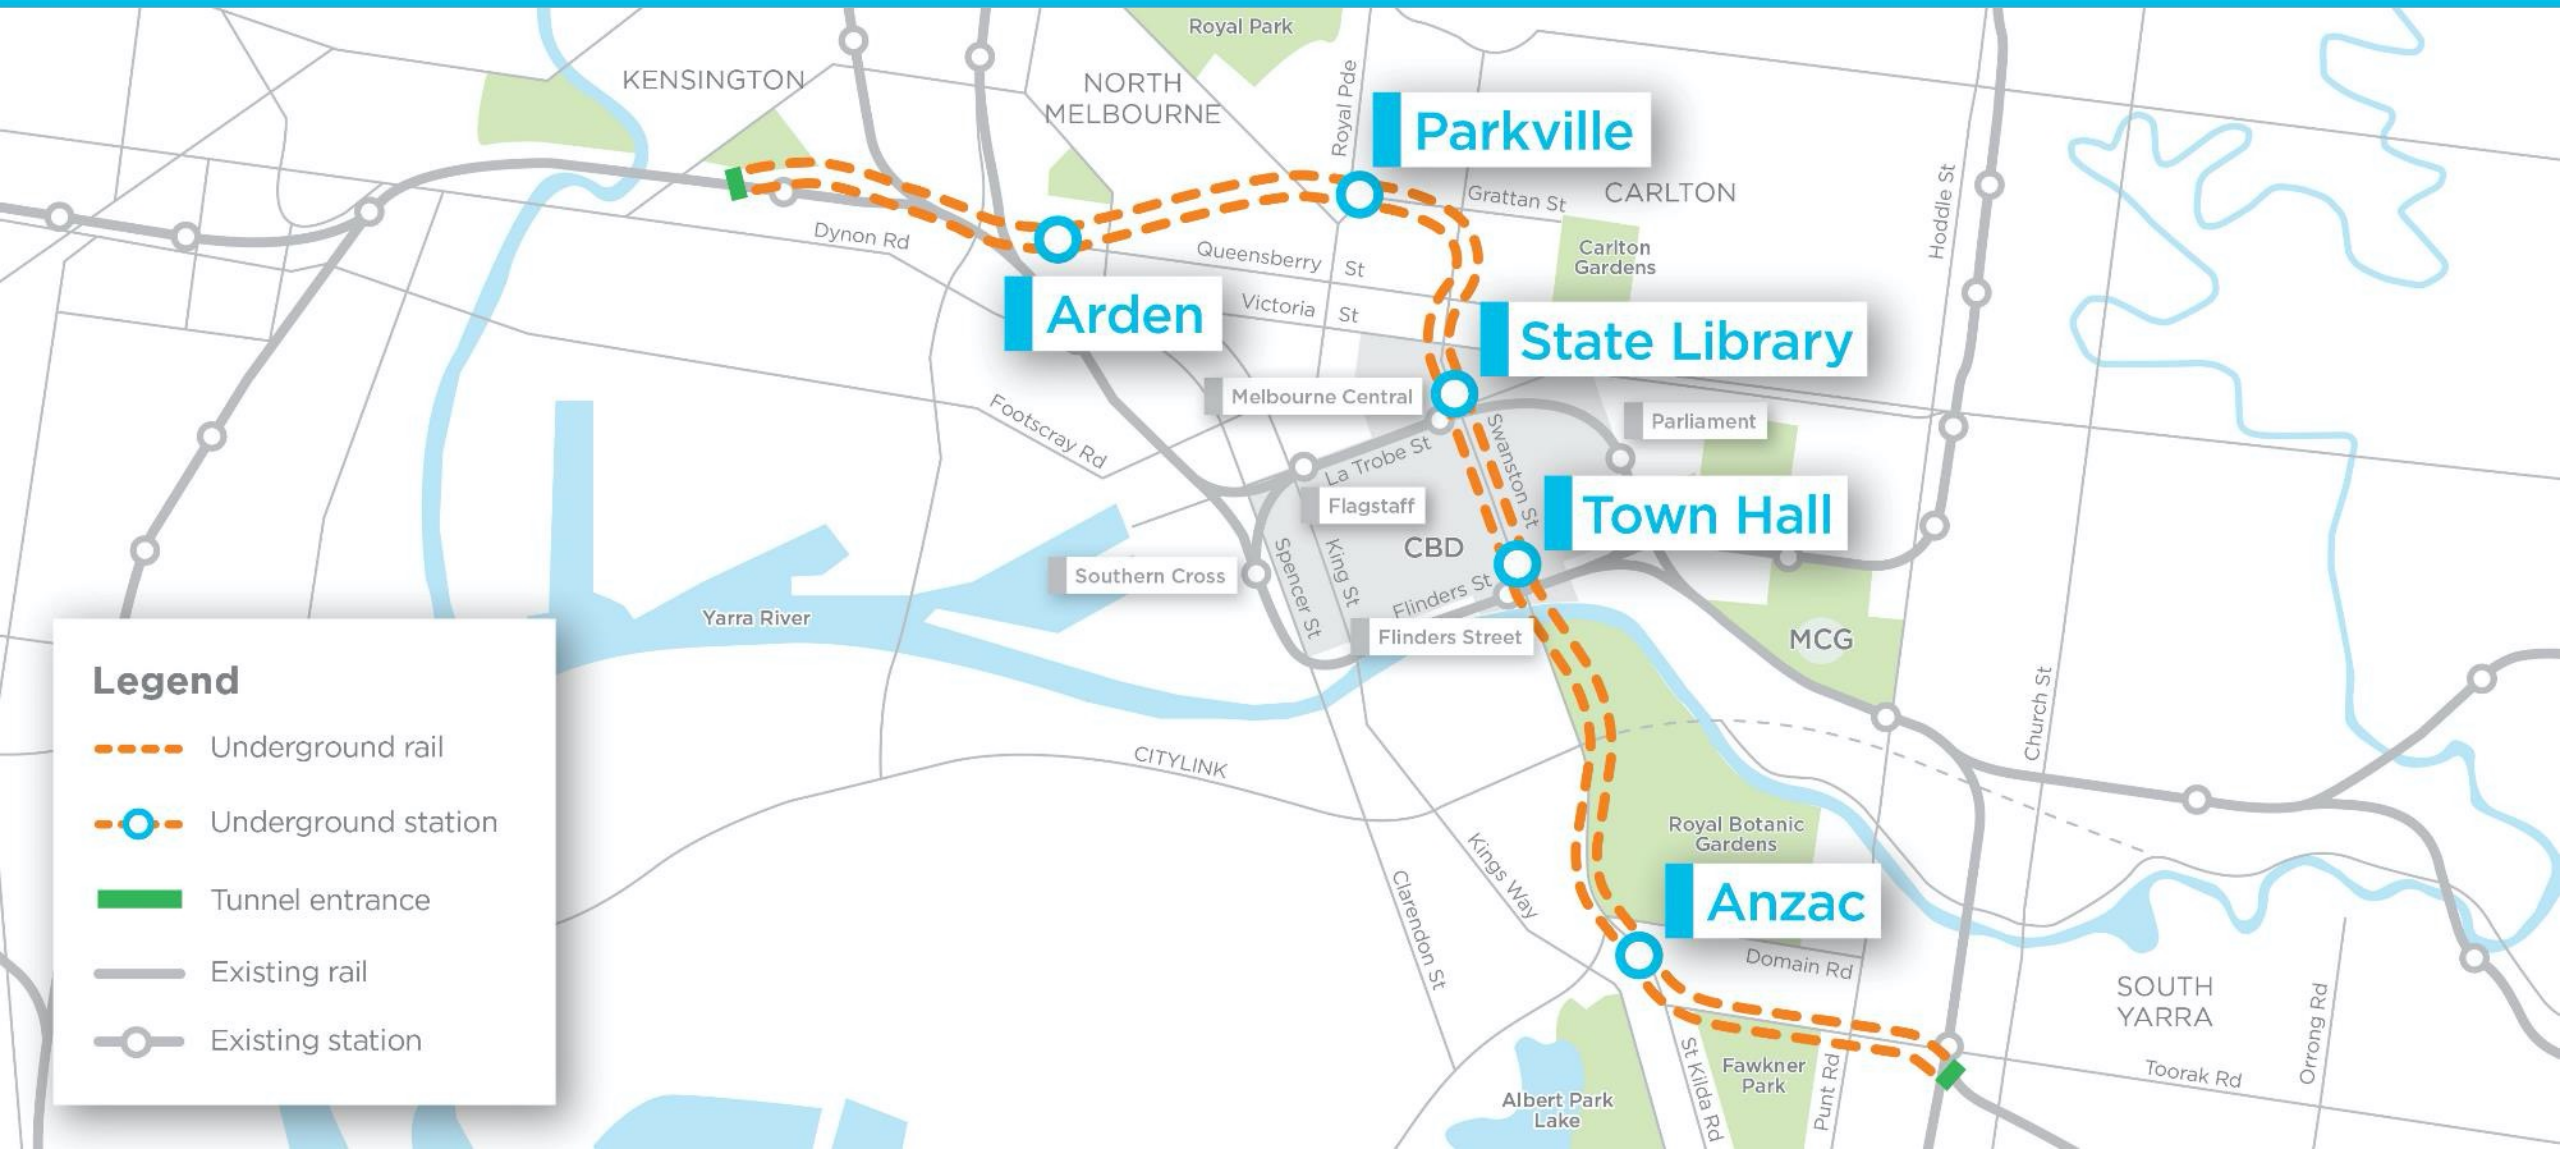 Royal Park
KENSINGTON
NORTH
MELBOURNE
Royal Pde
Parkville
Grattan St
CARLTON
Hoddle St
Dynon Rd
Queensberry St
Carlton
Gardens
Arden
Victoria St
State Library
Melbourne Central
Parliament
Footscray Rd
La Trobe St
Swanston St
Flagstaff
Town Hall
CBD
Southern Cross
Spencer St
King St
Flinders St
Yarra River
Flinders Street
MCG
Church St
CITYLINK
Royal Botanic
Gardens
Kings Way
Clarendon St
Anzac
Domain Rd
SOUTH
YARRA
Orrong Rd
St Kilda Rd
Fawkner
Park
Punt Rd
Toorak Rd
Albert Park
Lake
Legend
Underground rail
Underground station
Tunnel entrance
Existing rail
Existing station